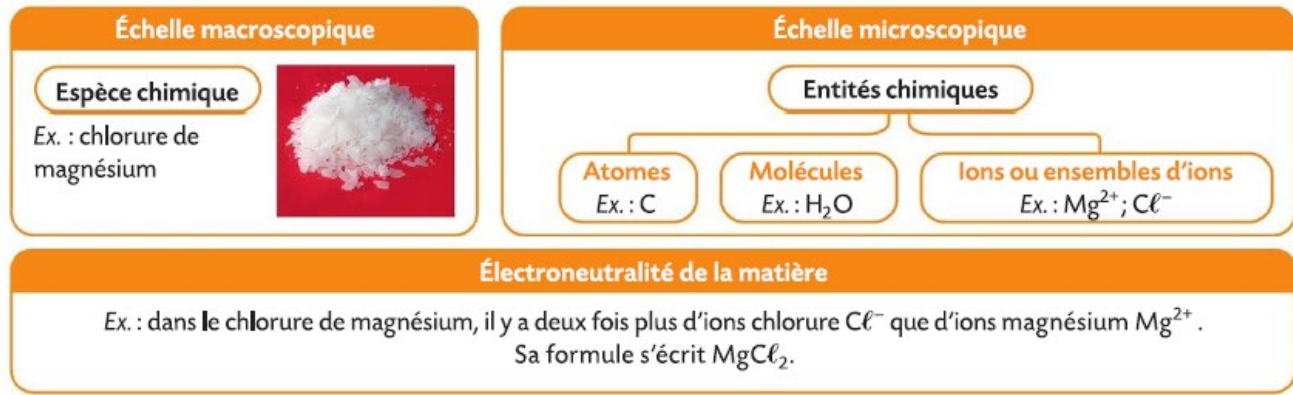 Échelle macroscopique
Espèce chimique
Ex. : chlorure de
magnésium
Échelle microscopique
Entités chimiques
Atomes
Ex. : C
Molécules
Ex. : H₂O
Ions ou ensembles d'ions
Ex. : Mg²⁺ ; Cℓ⁻
Électroneutralité de la matière
Ex. : dans le chlorure de magnésium, il y a deux fois plus d'ions chlorure Cℓ⁻ que d'ions magnésium Mg²⁺ .
Sa formule s'écrit MgCℓ₂.